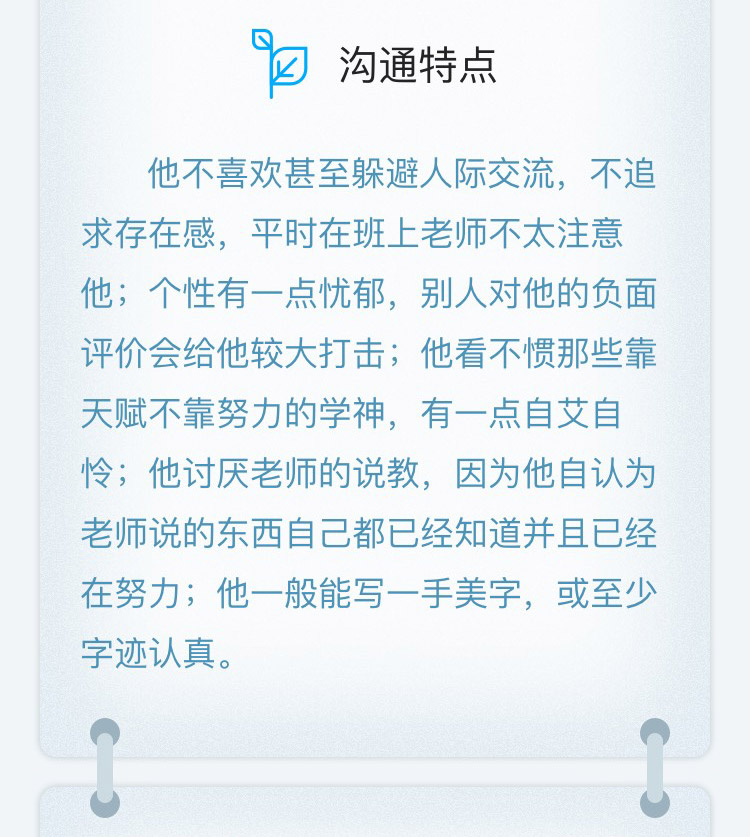 沟通特点
他不喜欢甚至躲避人际交流，不追
求存在感，平时在班上老师不太注意
他；个性有一点忧郁，别人对他的负面
评价会给他较大打击；他看不惯那些靠
天赋不靠努力的学神，有一点自艾自
怜；他讨厌老师的说教，因为他自认为
老师说的东西自己都已经知道并且已经
在努力；他一般能写一手美字，或至少
字迹认真。